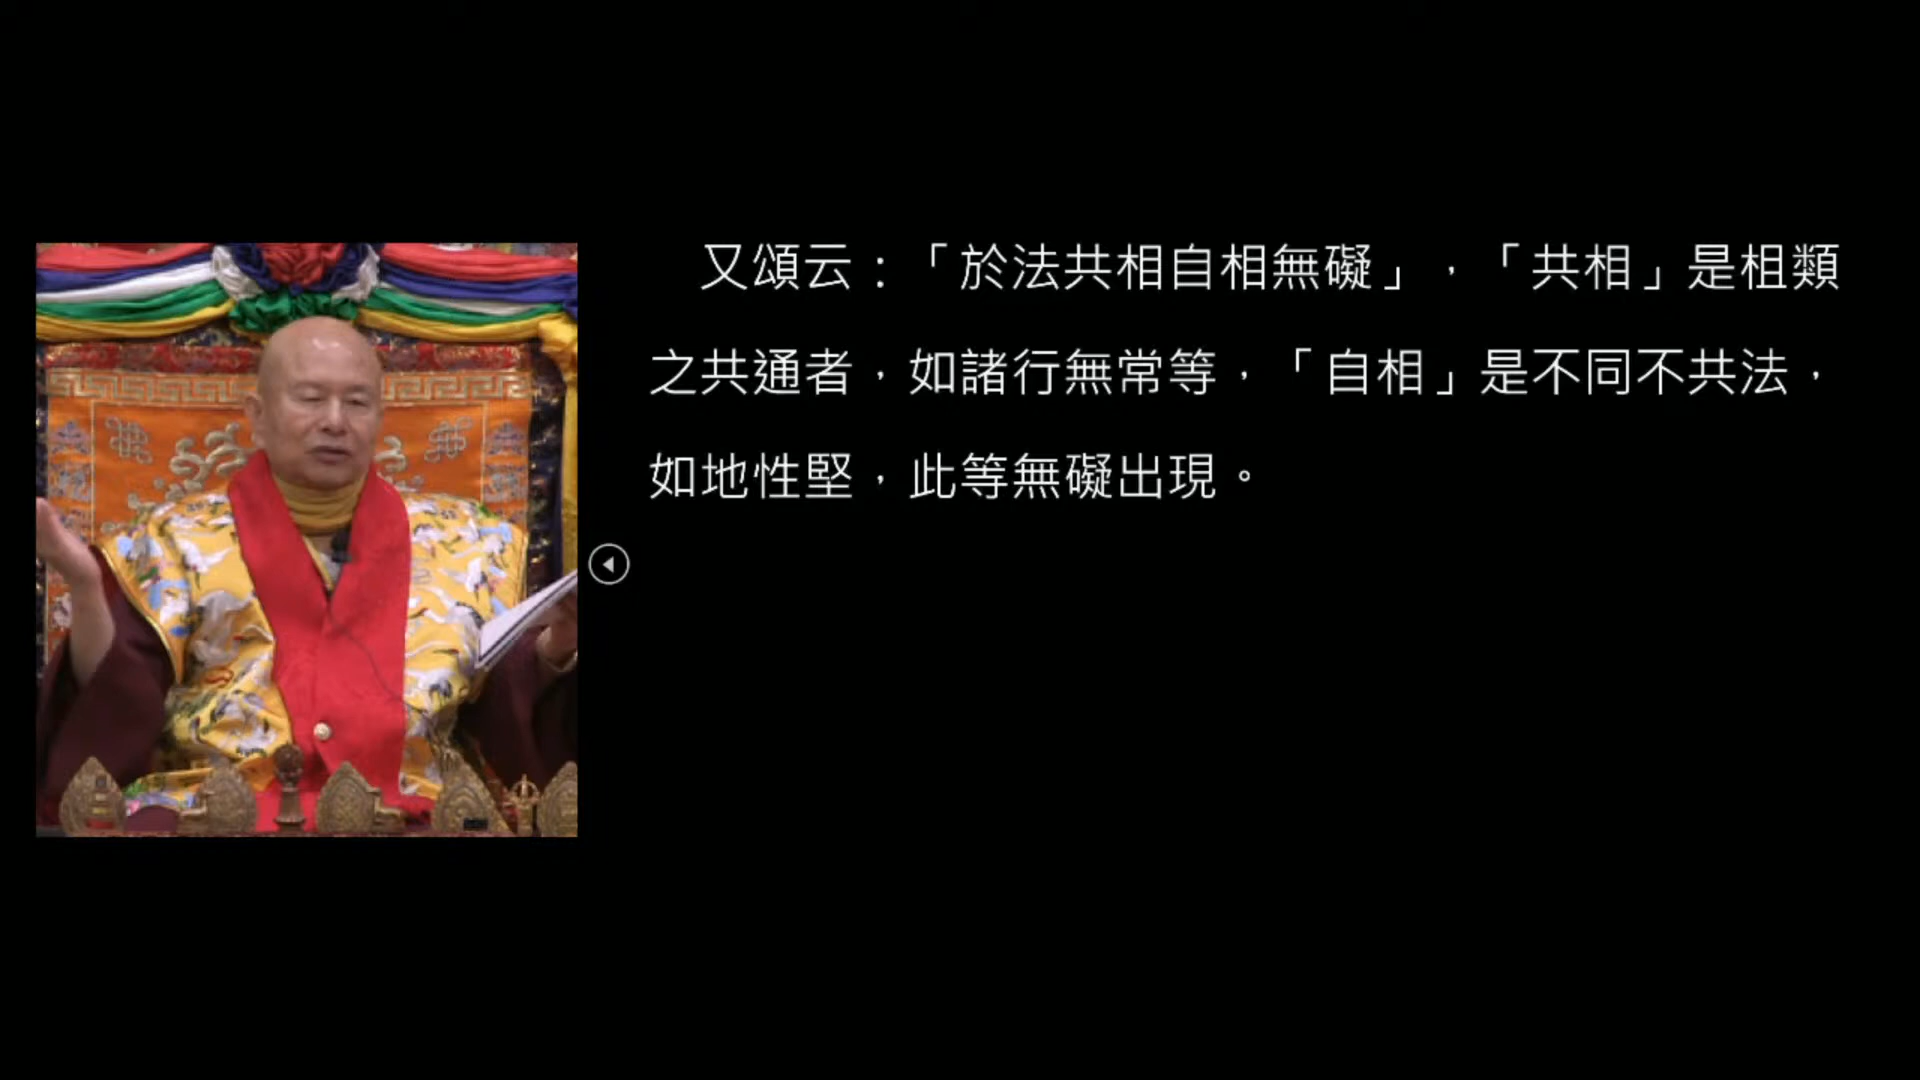 又頌云：「於法共相自相無礙」，「共相」是柤類
之共通者，如諸行無常等，「自相」是不同不共法，
如地性堅，此等無礙出現。